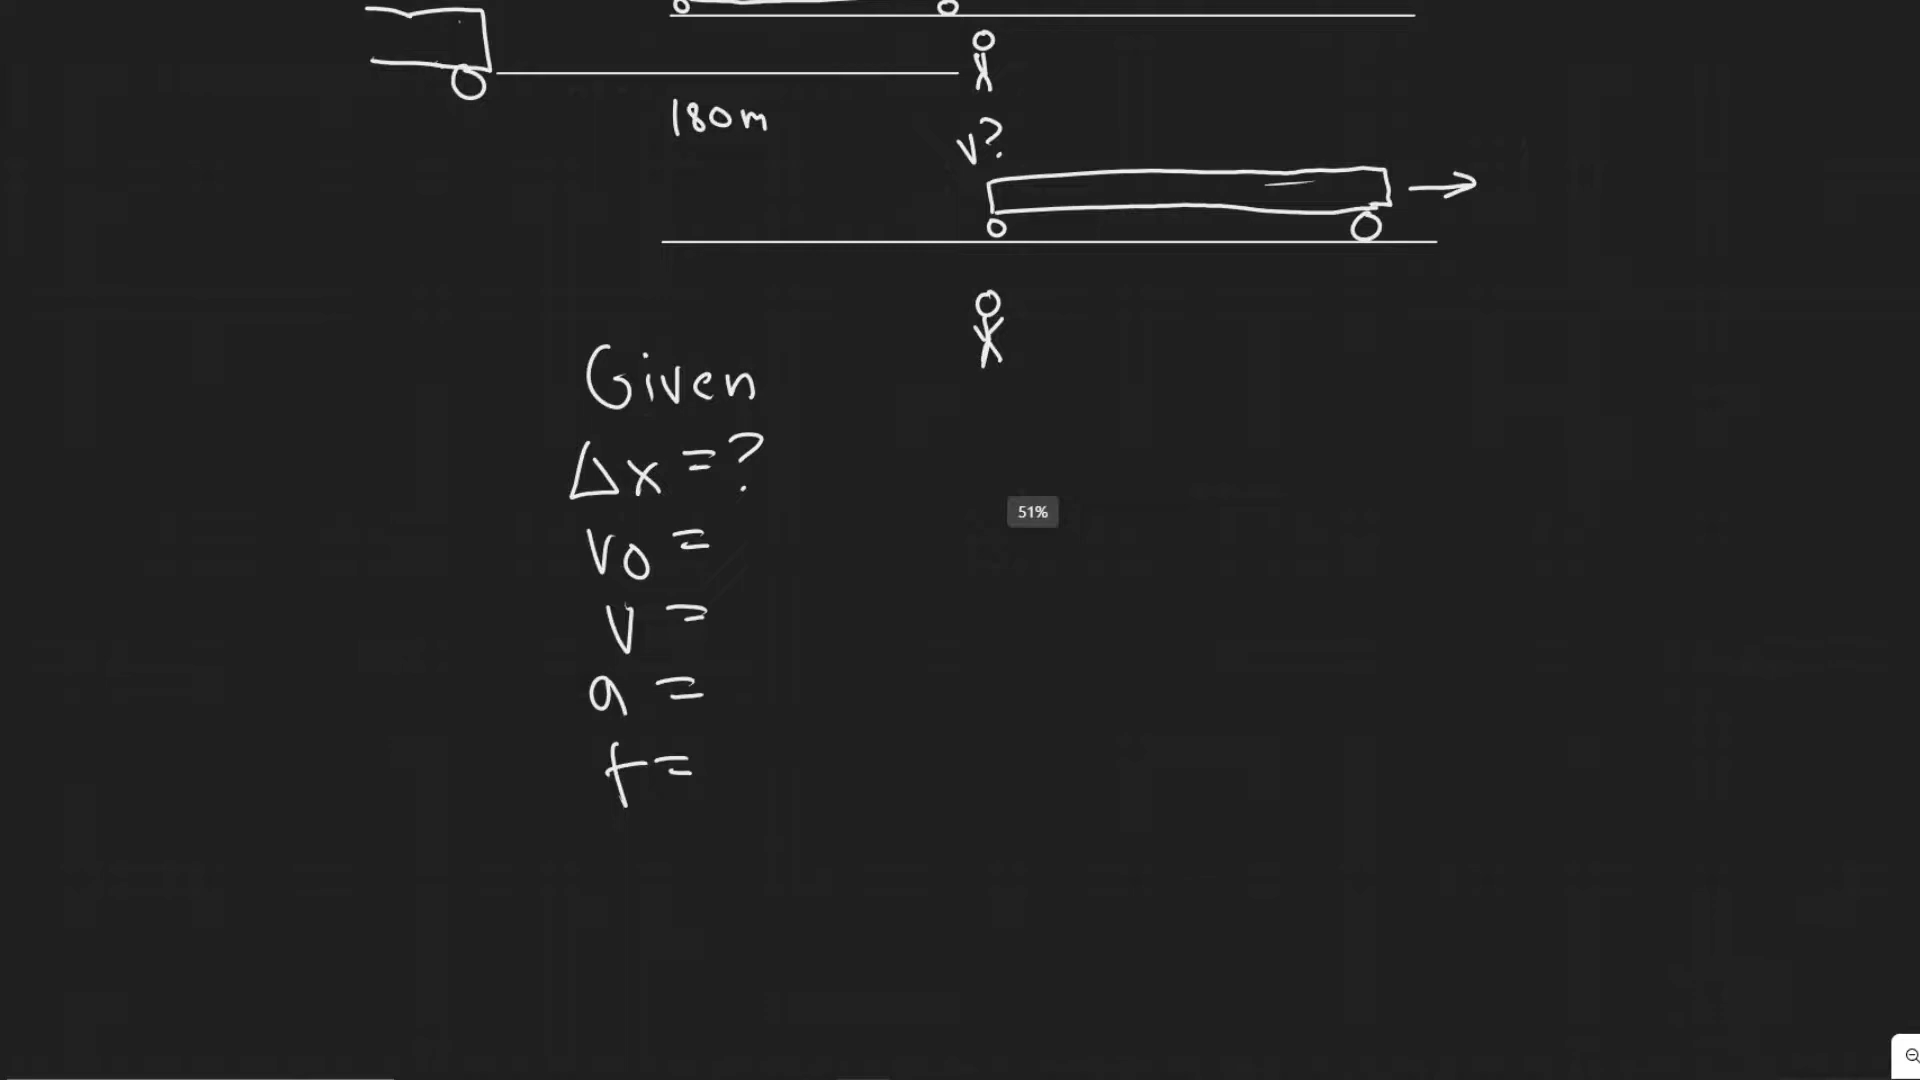 180m
v?
Given
Δx = ?
v0 =
v =
a =
t =
51%